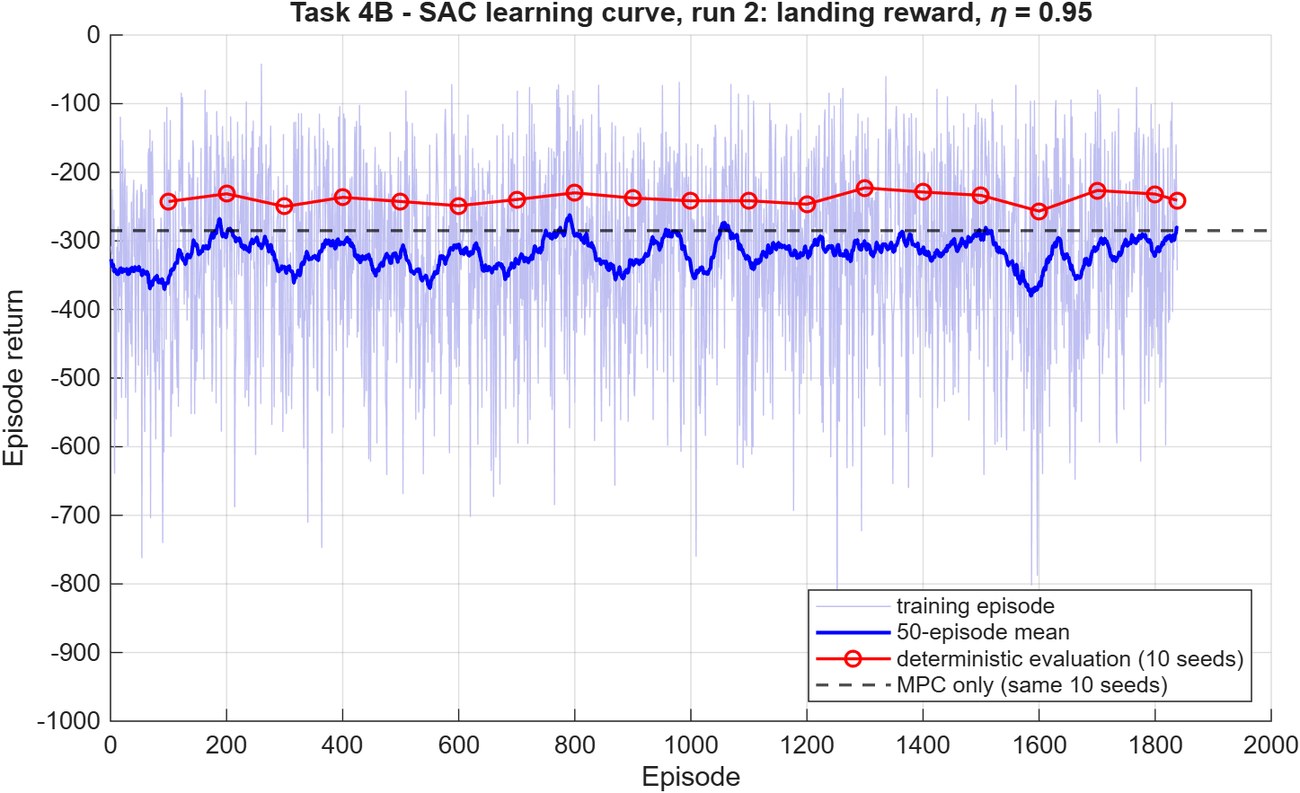 Task 4B - SAC learning curve, run 2: landing reward, η = 0.95
0
-100
-200
-300
-400
-500
-600
-700
-800
-900
-1000
Episode return
training episode
50-episode mean
deterministic evaluation (10 seeds)
MPC only (same 10 seeds)
0 200 400 600 800 1000 1200 1400 1600 1800 2000
Episode